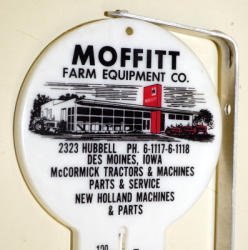 MOFFITT
FARM EQUIPMENT CO.
2323 HUBBELL PH. 6-1117-6-1118
DES MOINES, IOWA
McCORMICK TRACTORS & MACHINES
PARTS & SERVICE
NEW HOLLAND MACHINES
& PARTS